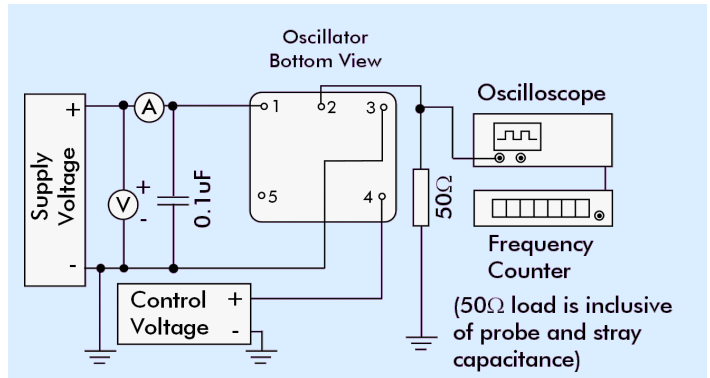 Oscillator
Bottom View
Oscilloscope
+
A
1
2
3
Supply
Voltage
V
+
-
0.1uF
5
4
50Ω
-
Frequency
Counter
Control +
Voltage -
(50Ω load is inclusive
of probe and stray
capacitance)